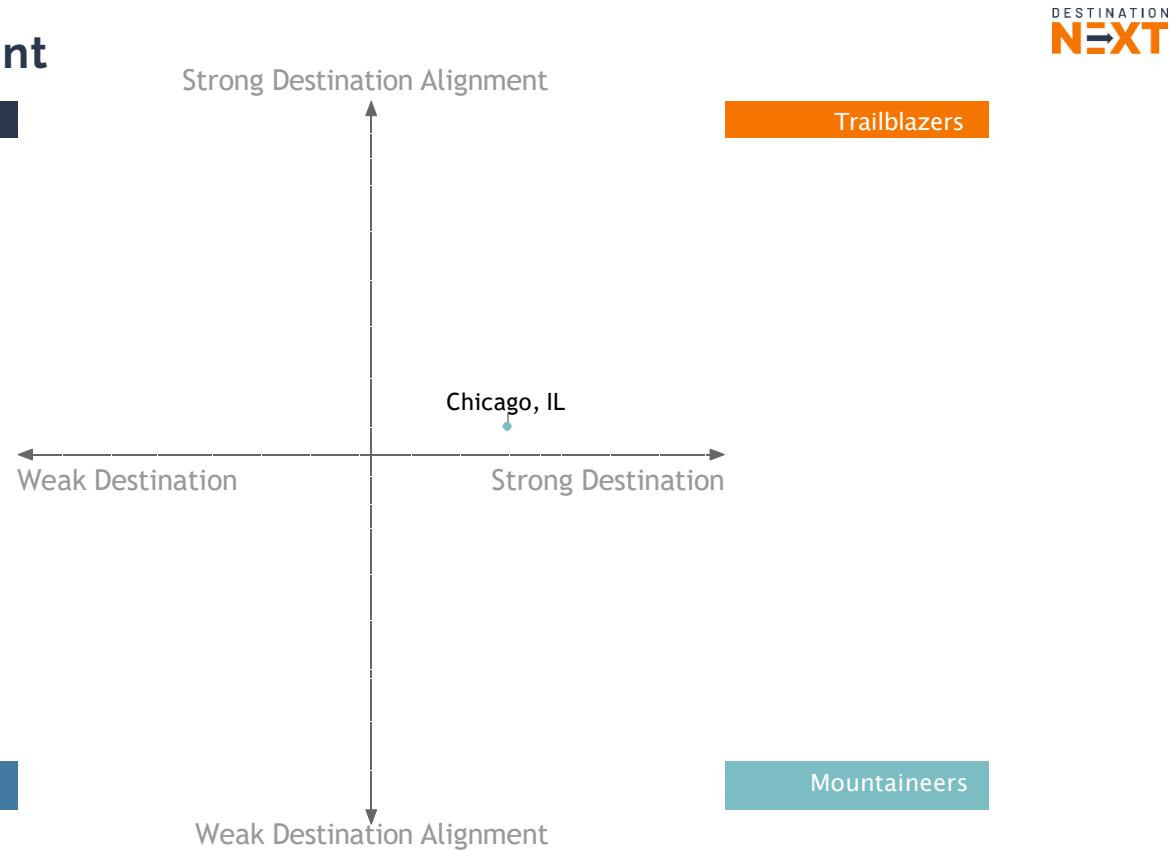 DESTINATION
NEXT
nt
Strong Destination Alignment
Trailblazers
Chicago, IL
Weak Destination
Strong Destination
Mountaineers
Weak Destination Alignment